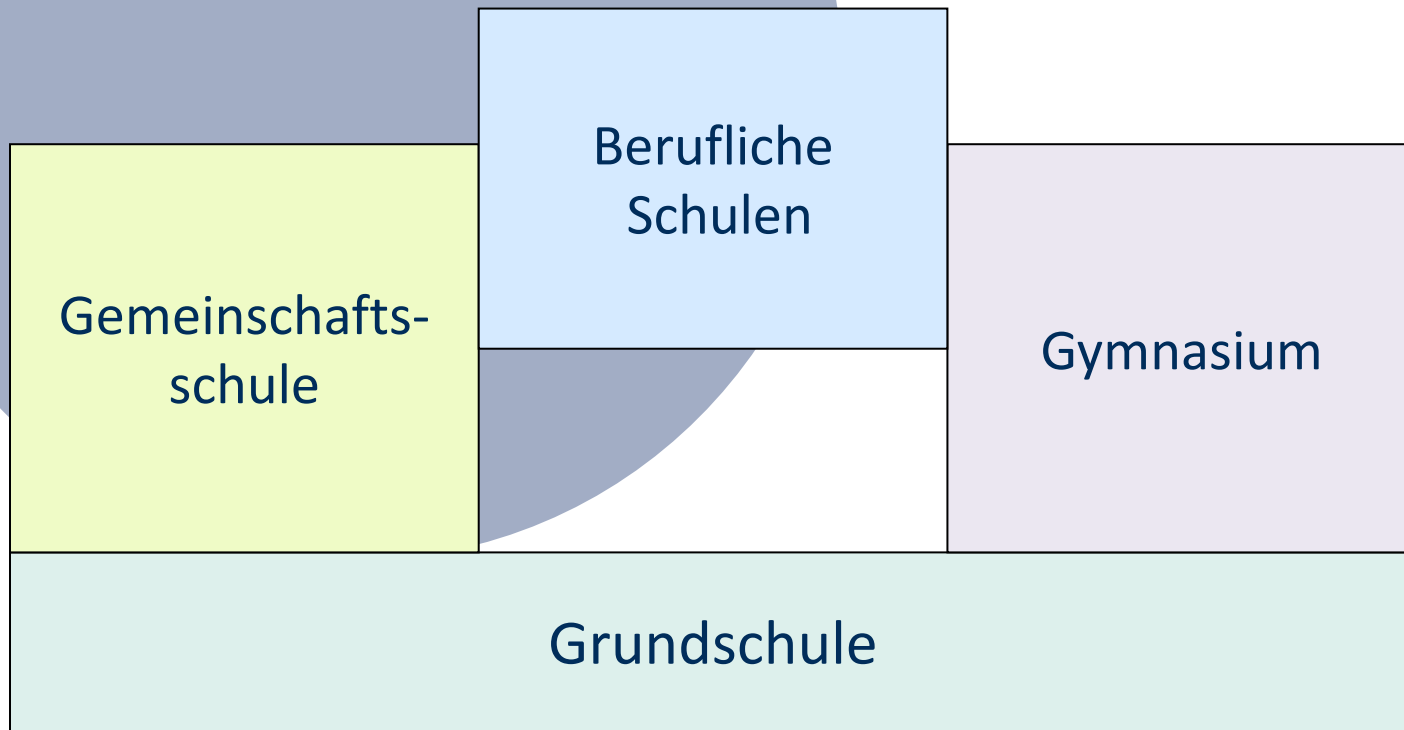 Berufliche
Schulen
Gemeinschafts-
schule
Gymnasium
Grundschule